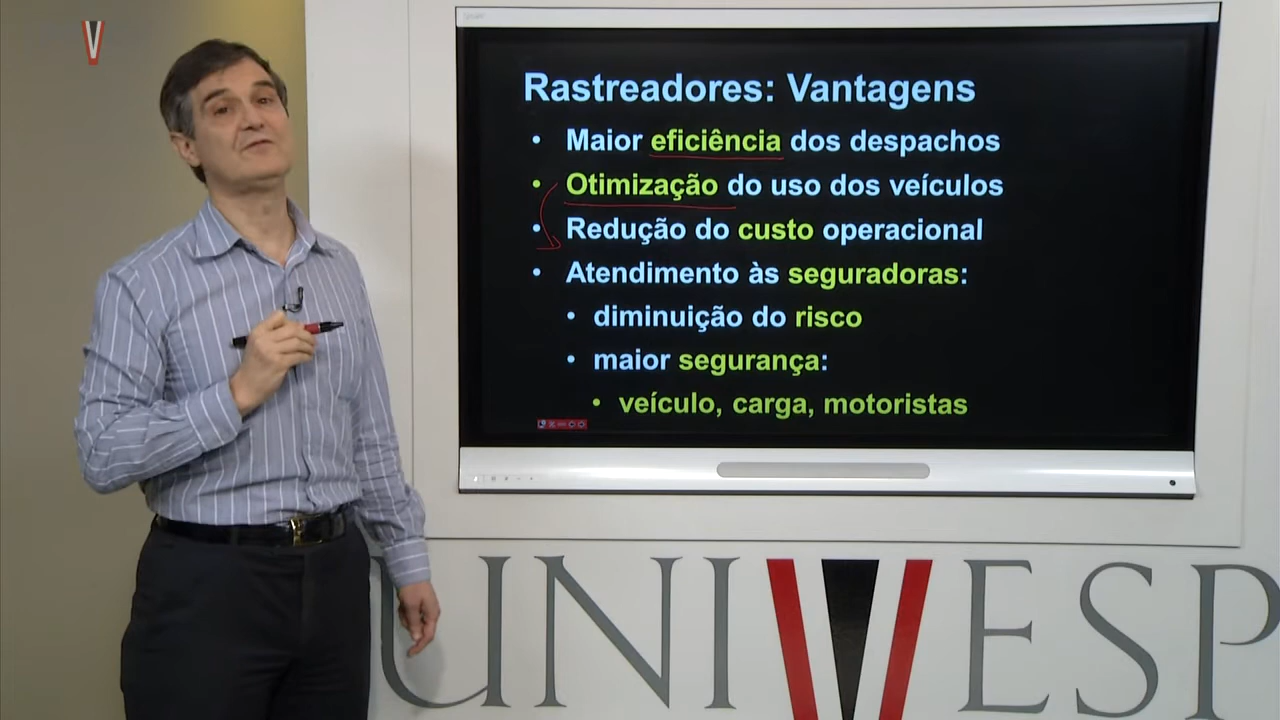 Rastreadores: Vantagens
• Maior eficiência dos despachos
• Otimização do uso dos veículos
• Redução do custo operacional
• Atendimento às seguradoras:
• diminuição do risco
• maior segurança:
• veículo, carga, motoristas
UNIVESP